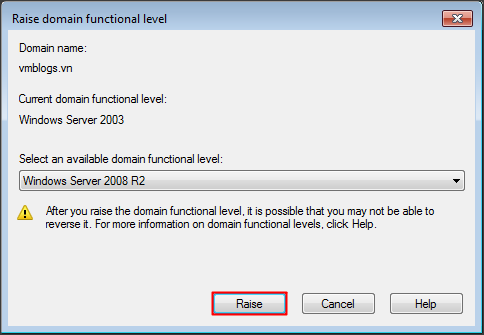 Raise domain functional level
Domain name:
vmblogs.vn
Current domain functional level:
Windows Server 2003
Select an available domain functional level:
Windows Server 2008 R2
After you raise the domain functional level, it is possible that you may not be able to
reverse it. For more information on domain functional levels, click Help.
Raise
Cancel
Help